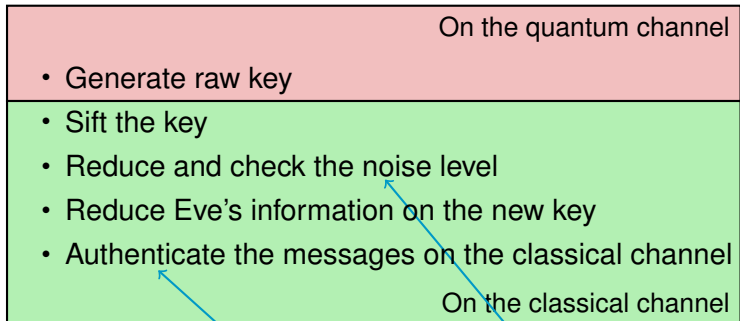 On the quantum channel
• Generate raw key
• Sift the key
• Reduce and check the noise level
• Reduce Eve's information on the new key
• Authenticate the messages on the classical channel
On the classical channel